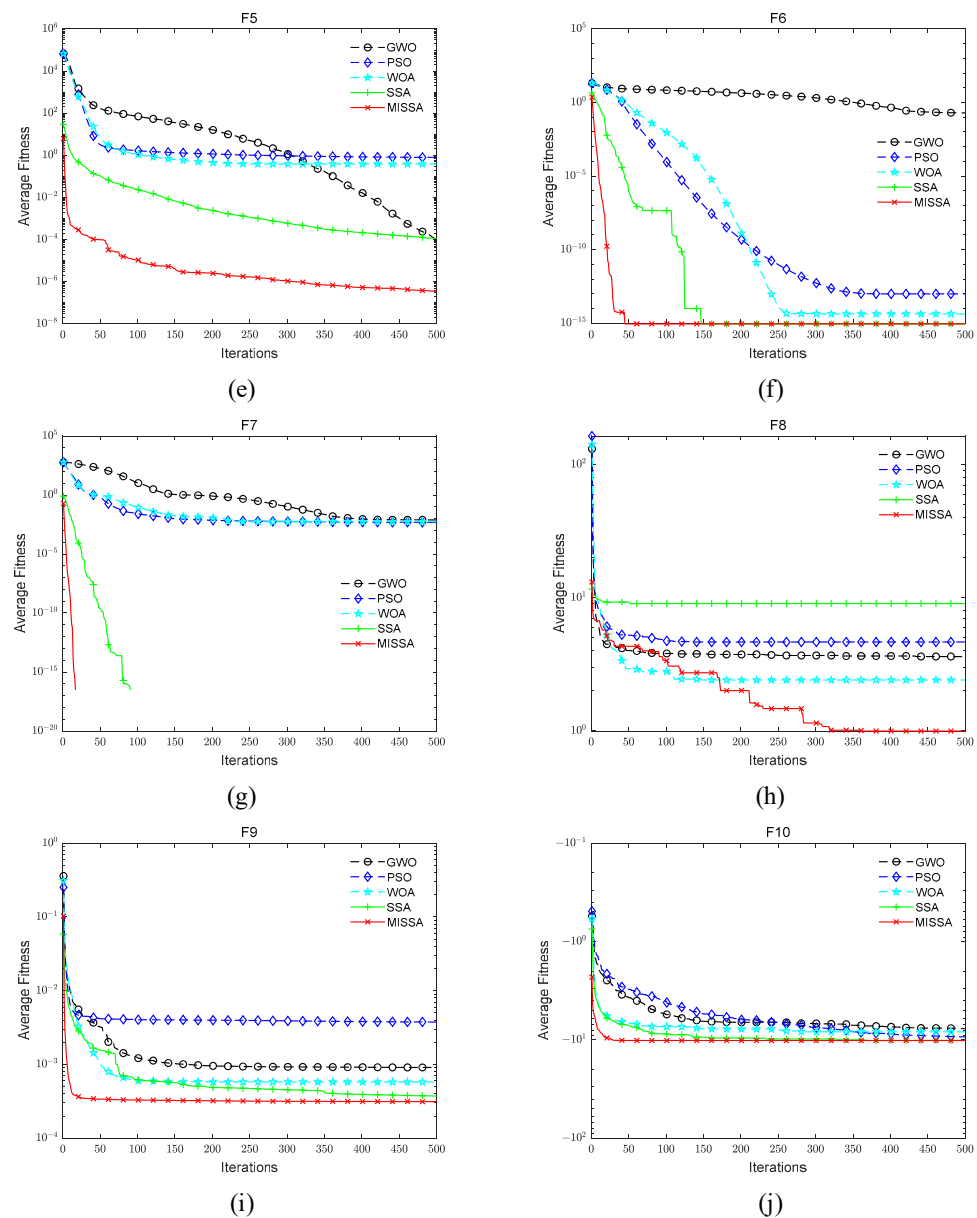 F5
10^6
10^4
10^2
10^0
10^-2
10^-4
10^-6
10^-8
Average Fitness
0 50 100 150 200 250 300 350 400 450 500
Iterations
GWO
PSO
WOA
SSA
MISSA
(e)
F6
10^5
10^0
10^-5
10^-10
10^-15
Average Fitness
0 50 100 150 200 250 300 350 400 450 500
Iterations
GWO
PSO
WOA
SSA
MISSA
(f)
F7
10^5
10^0
10^-5
10^-10
10^-15
10^-20
Average Fitness
0 50 100 150 200 250 300 350 400 450 500
Iterations
GWO
PSO
WOA
SSA
MISSA
(g)
F8
10^2
10^1
10^0
Average Fitness
0 50 100 150 200 250 300 350 400 450 500
Iterations
GWO
PSO
WOA
SSA
MISSA
(h)
F9
10^0
10^-1
10^-2
10^-3
10^-4
Average Fitness
0 50 100 150 200 250 300 350 400 450 500
Iterations
GWO
PSO
WOA
SSA
MISSA
(i)
F10
-10^-1
-10^0
-10^1
-10^2
Average Fitness
0 50 100 150 200 250 300 350 400 450 500
Iterations
GWO
PSO
WOA
SSA
MISSA
(j)